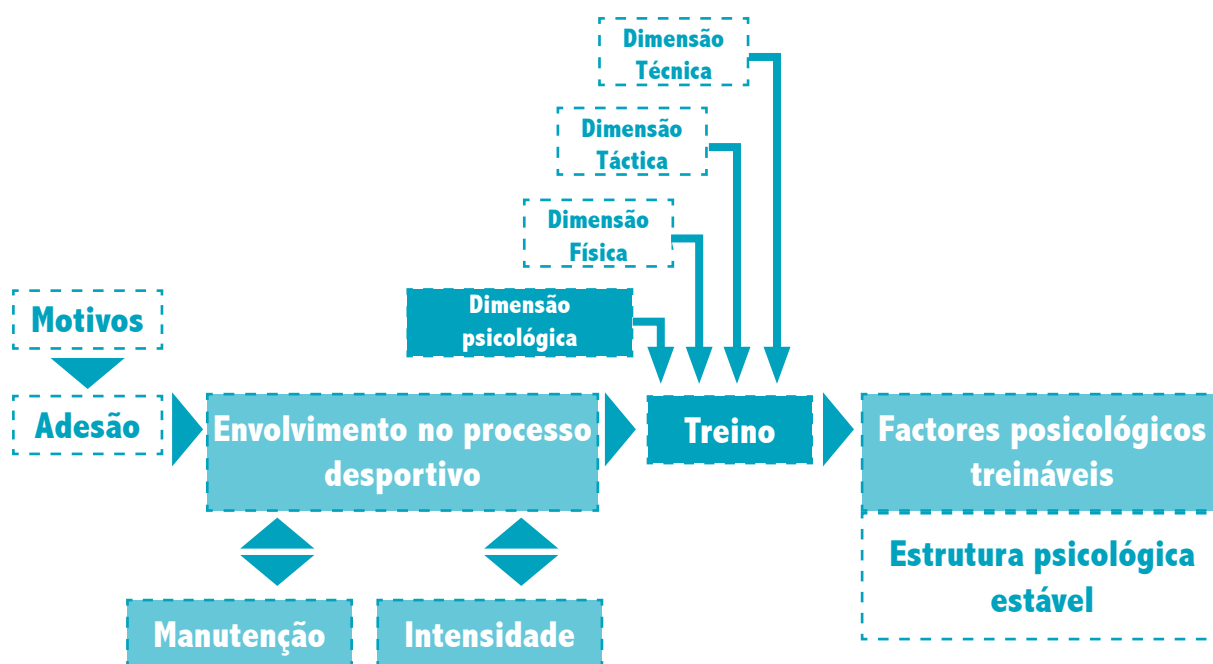 Dimensão
Técnica
Dimensão
Táctica
Dimensão
Física
Dimensão
psicológica
Motivos
Adesão
Envolvimento no processo
desportivo
Treino
Factores posicológicos
treináveis
Estrutura psicológica
estável
Manutenção
Intensidade